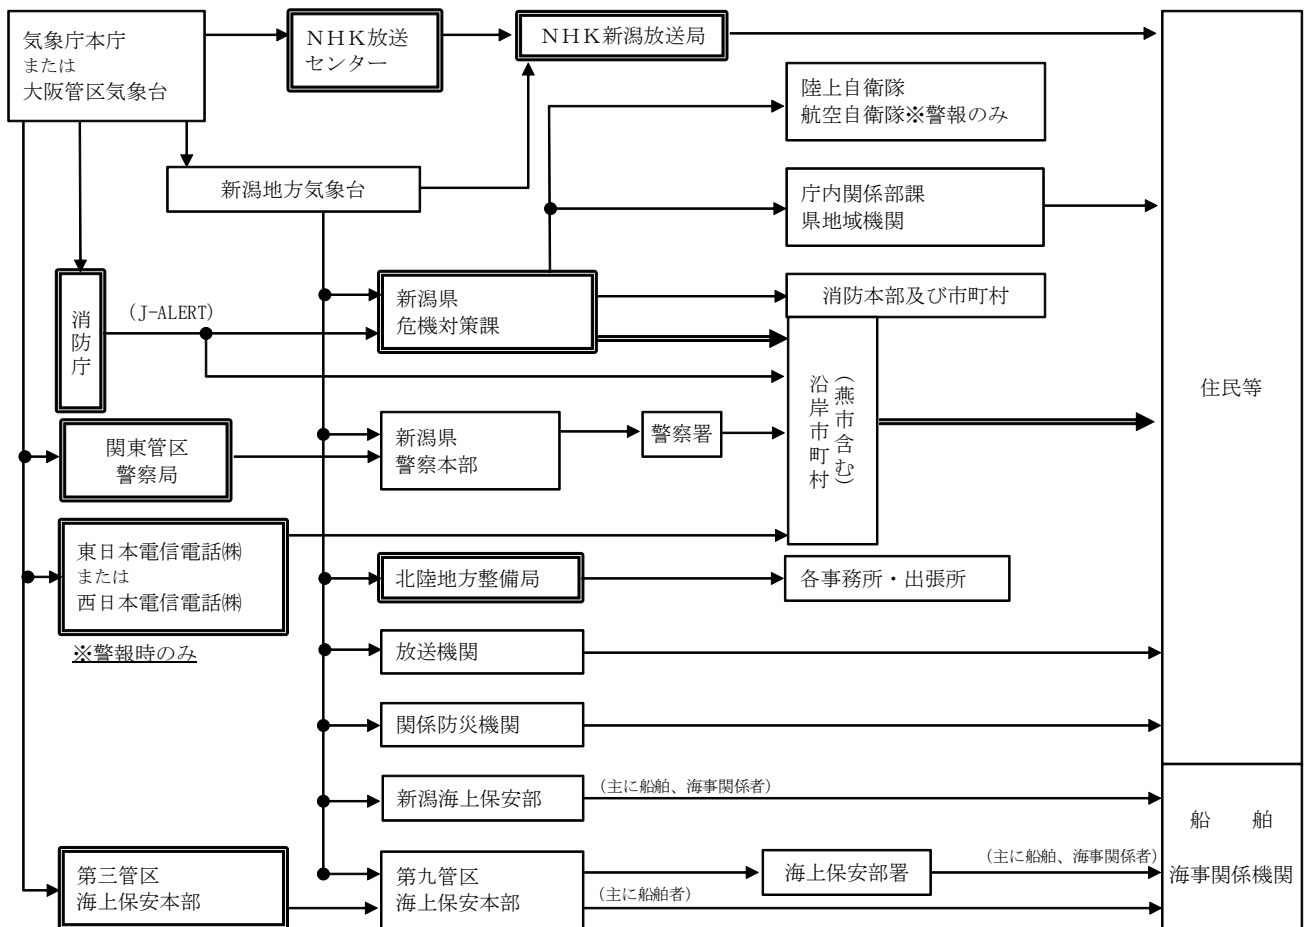 気象庁本庁
または
大阪管区気象台
NHK放送
センター
NHK新潟放送局
陸上自衛隊
航空自衛隊※警報のみ
新潟地方気象台
庁内関係部課
県地域機関
消防庁
(J-ALERT)
新潟県
危機対策課
消防本部及び市町村
沿岸市町村
(燕市含む)
住民等
関東管区
警察局
新潟県
警察本部
警察署
東日本電信電話㈱
または
西日本電信電話㈱
※警報時のみ
北陸地方整備局
各事務所・出張所
放送機関
関係防災機関
新潟海上保安部
(主に船舶、海事関係者)
船　舶
海事関係機関
第三管区
海上保安本部
第九管区
海上保安本部
海上保安部署
(主に船舶、海事関係者)
(主に船舶者)